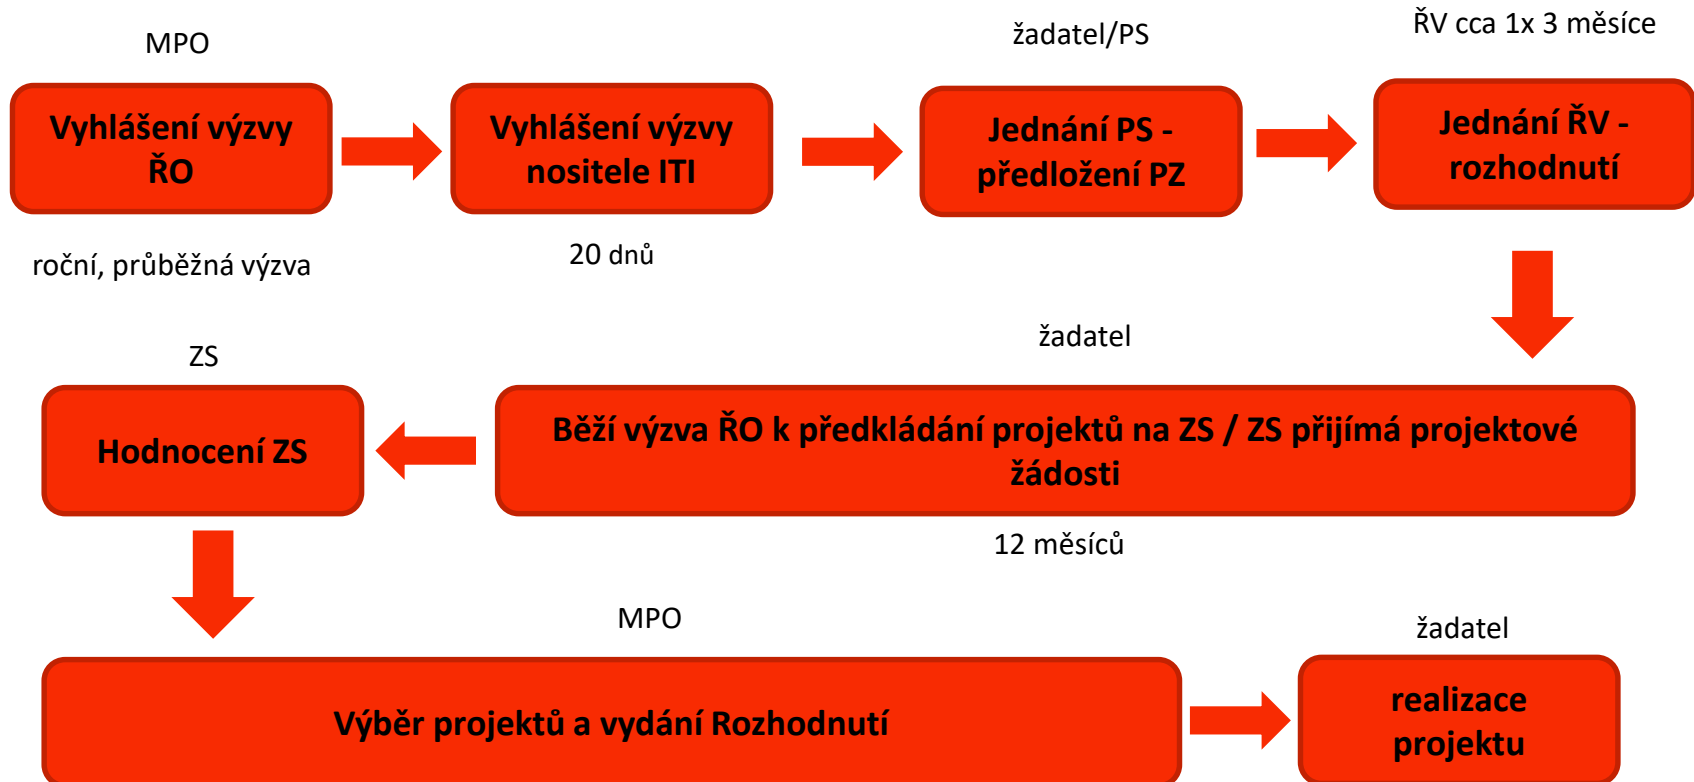 MPO
žadatel/PS
ŘV cca 1x 3 měsíce
Vyhlášení výzvy
ŘO
Vyhlášení výzvy
nositele ITI
Jednání PS -
předložení PZ
Jednání ŘV -
rozhodnutí
roční, průběžná výzva
20 dnů
žadatel
ZS
Běží výzva ŘO k předkládání projektů na ZS / ZS přijímá projektové
žádosti
Hodnocení ZS
12 měsíců
MPO
žadatel
Výběr projektů a vydání Rozhodnutí
realizace
projektu